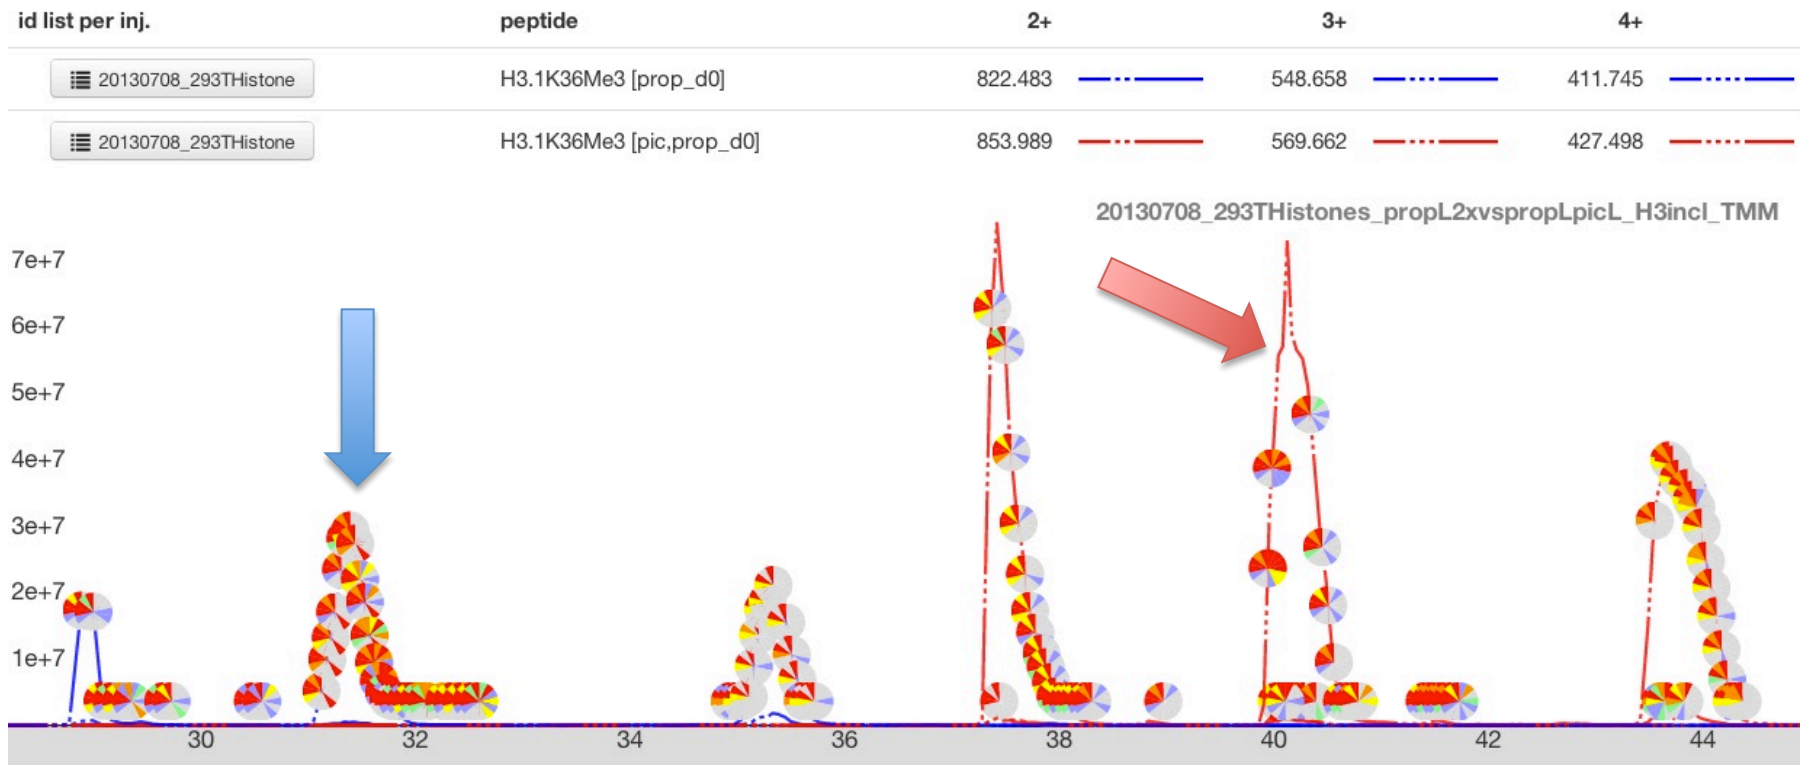 id list per inj. peptide 2+ 3+ 4+
20130708_293THistone H3.1K36Me3 [prop_d0] 822.483 548.658 411.745
20130708_293THistone H3.1K36Me3 [pic,prop_d0] 853.989 569.662 427.498
20130708_293THistones_propL2xvspropLpicL_H3incl_TMM
7e+7
6e+7
5e+7
4e+7
3e+7
2e+7
1e+7
30 32 34 36 38 40 42 44